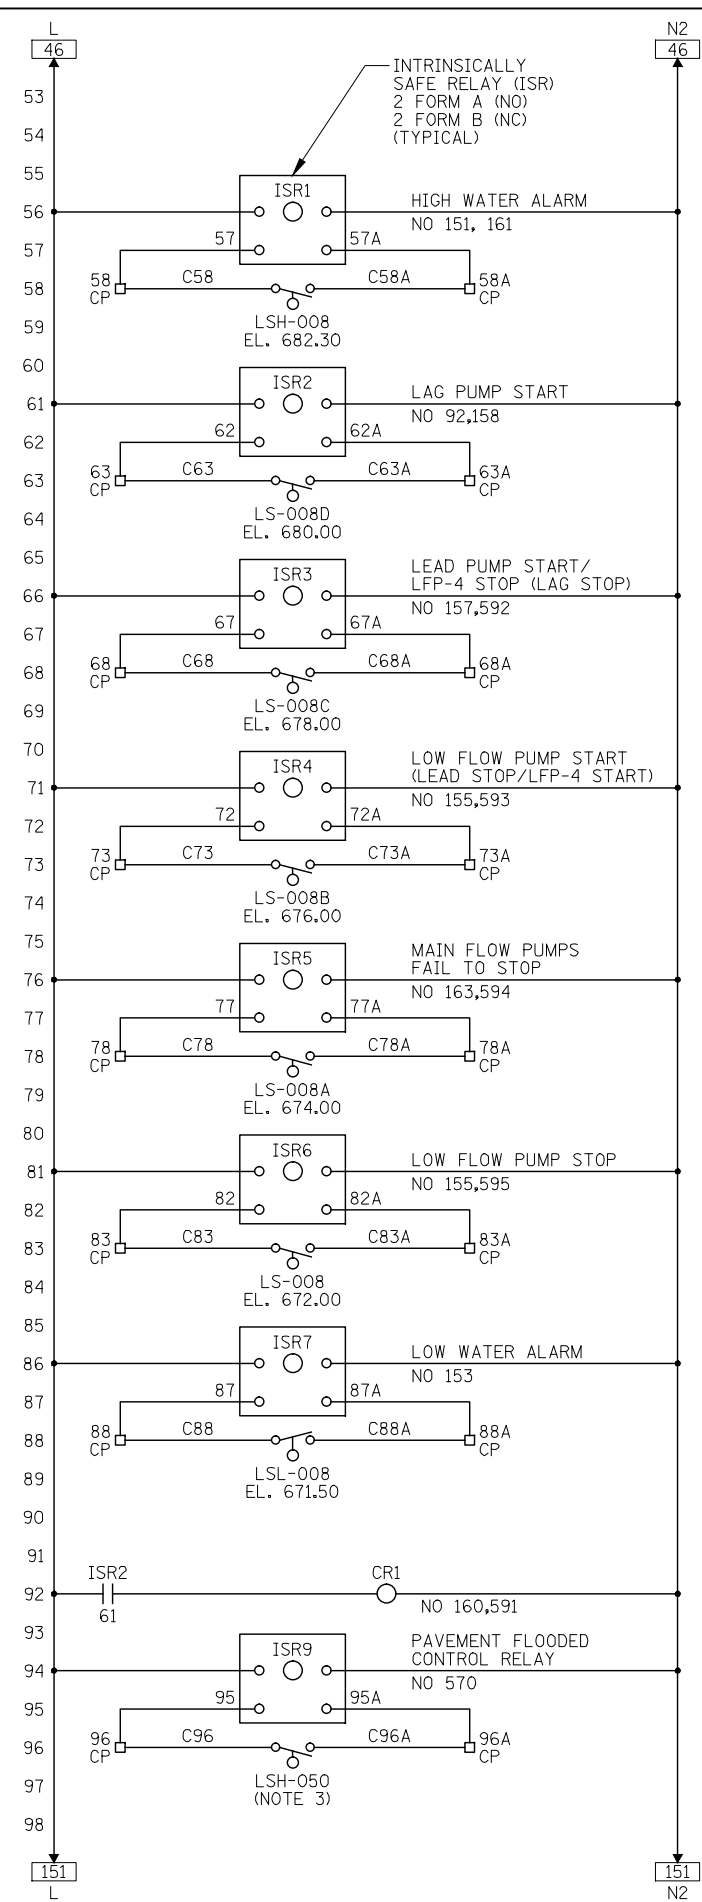 L
N2
46
46
INTRINSICALLY
SAFE RELAY (ISR)
2 FORM A (NO)
2 FORM B (NC)
(TYPICAL)
53
54
55
ISR1
56
HIGH WATER ALARM
NO 151, 161
57
57
57A
58
58
CP
C58
C58A
58A
CP
59
LSH-008
EL. 682.30
60
ISR2
61
LAG PUMP START
NO 92,158
62
62
62A
63
63
CP
C63
C63A
63A
CP
64
LS-008D
EL. 680.00
65
ISR3
66
LEAD PUMP START/
LFP-4 STOP (LAG STOP)
NO 157,592
67
67
67A
68
68
CP
C68
C68A
68A
CP
69
LS-008C
EL. 678.00
70
ISR4
71
LOW FLOW PUMP START
(LEAD STOP/LFP-4 START)
NO 155,593
72
72
72A
73
73
CP
C73
C73A
73A
CP
74
LS-008B
EL. 676.00
75
ISR5
76
MAIN FLOW PUMPS
FAIL TO STOP
NO 163,594
77
77
77A
78
78
CP
C78
C78A
78A
CP
79
LS-008A
EL. 674.00
80
ISR6
81
LOW FLOW PUMP STOP
NO 155,595
82
82
82A
83
83
CP
C83
C83A
83A
CP
84
LS-008
EL. 672.00
85
ISR7
86
LOW WATER ALARM
NO 153
87
87
87A
88
88
CP
C88
C88A
88A
CP
89
LSL-008
EL. 671.50
90
91
ISR2
CR1
92
61
NO 160,591
93
ISR9
94
PAVEMENT FLOODED
CONTROL RELAY
NO 570
95
95
95A
96
96
CP
C96
C96A
96A
CP
97
LSH-050
(NOTE 3)
98
151
151
L
N2